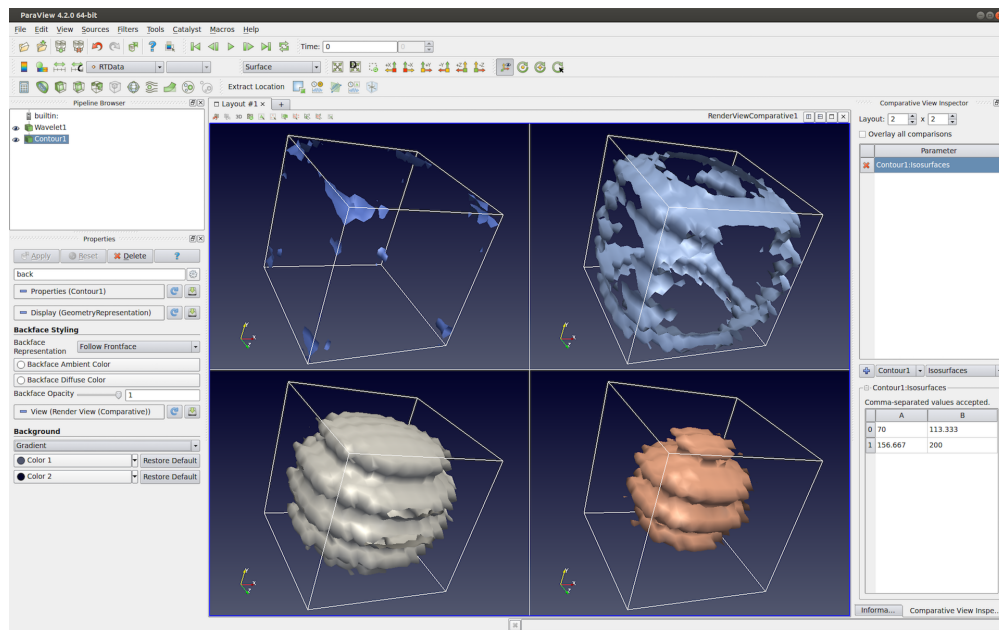 ParaView 4.2.0 64-bit
File Edit View Sources Filters Tools Catalyst Macros Help
Time: 0 0
RTData Surface
+X -X +Y -Y +Z -Z
Extract Location
Pipeline Browser
builtin:
Wavelet1
Contour1
Properties
Apply Reset Delete ?
back
Properties (Contour1)
Display (GeometryRepresentation)
Backface Styling
Backface Representation Follow Frontface
Backface Ambient Color
Backface Diffuse Color
Backface Opacity 1
View (Render View (Comparative))
Background
Gradient
Color 1 Restore Default
Color 2 Restore Default
Layout #1 × +
3D RenderViewComparative1
Comparative View Inspector
Layout: 2 x 2
Overlay all comparisons
Parameter
Contour1:Isosurfaces
Contour1 Isosurfaces
Contour1:Isosurfaces
Comma-separated values accepted.
A B
0 70 113.333
1 156.667 200
Informa... Comparative View Inspe...